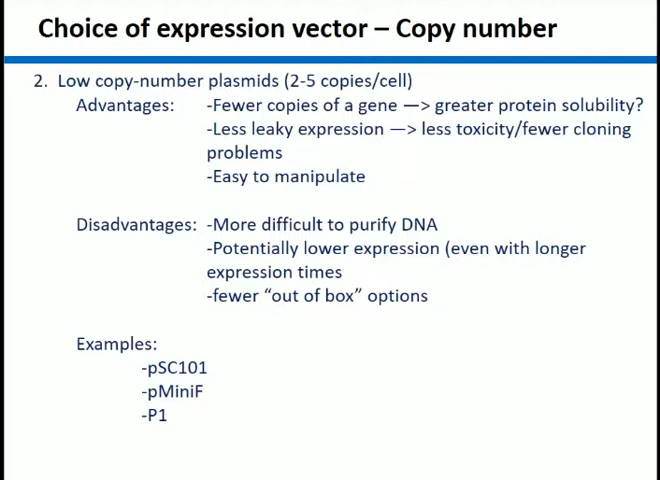 Choice of expression vector – Copy number
2. Low copy-number plasmids (2-5 copies/cell)
Advantages: -Fewer copies of a gene —> greater protein solubility?
-Less leaky expression —> less toxicity/fewer cloning
problems
-Easy to manipulate
Disadvantages: -More difficult to purify DNA
-Potentially lower expression (even with longer
expression times
-fewer “out of box” options
Examples:
-pSC101
-pMiniF
-P1